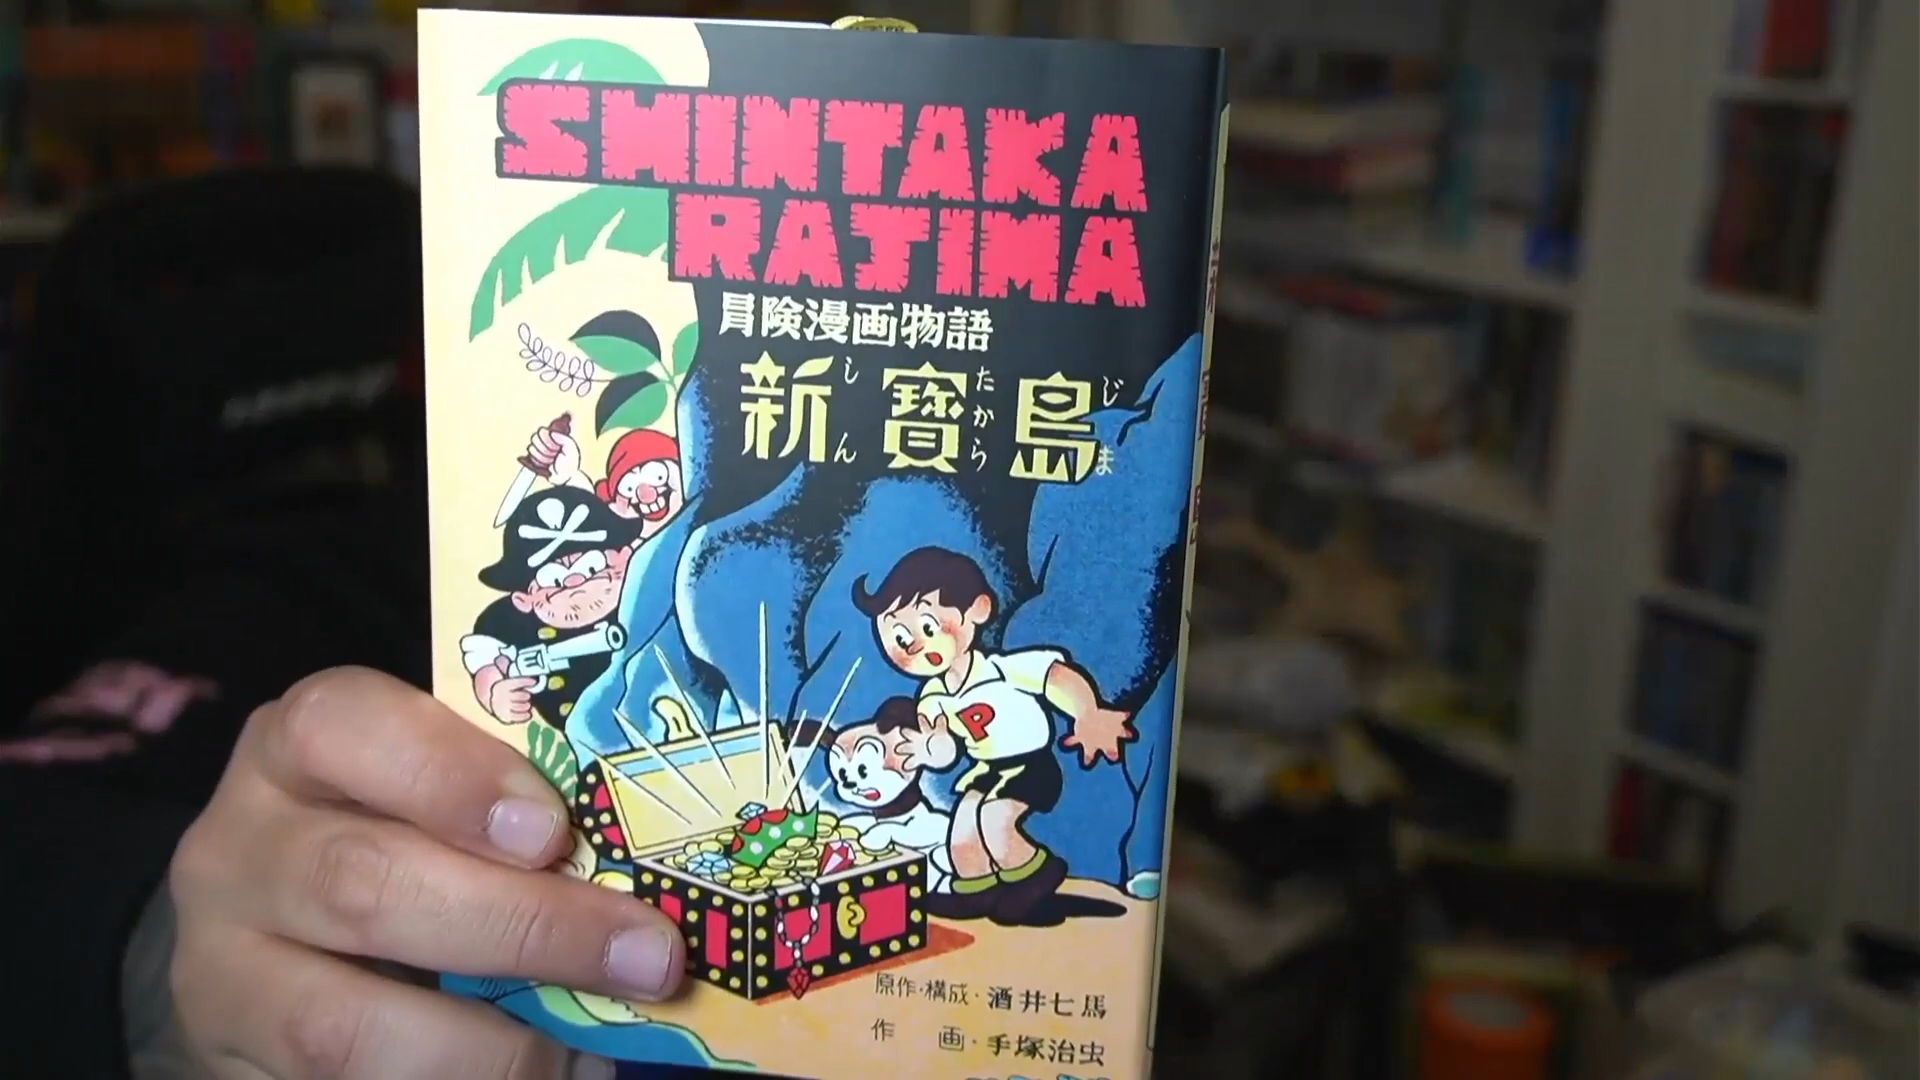 SHINTAKA
RAJIMA
冒険漫画物語
新寶島
しん たから じま
P
原作・構成・酒井七馬
作 画・手塚治虫